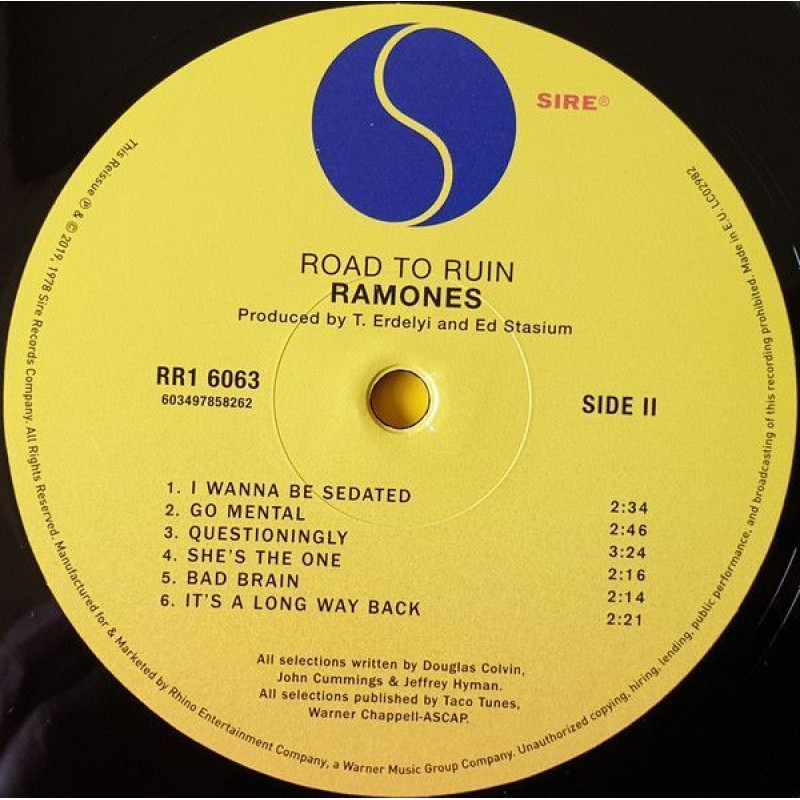 SIRE®
ROAD TO RUIN
RAMONES
Produced by T. Erdelyi and Ed Stasium
RR1 6063
603497858262
SIDE II
1. I WANNA BE SEDATED 2:34
2. GO MENTAL 2:46
3. QUESTIONINGLY 3:24
4. SHE'S THE ONE 2:16
5. BAD BRAIN 2:14
6. IT'S A LONG WAY BACK 2:21
All selections written by Douglas Colvin,
John Cummings & Jeffrey Hyman.
All selections published by Taco Tunes,
Warner Chappell-ASCAP.
This Reissue ℗ & © 2019, 1978 Sire Records Company. All Rights Reserved. Manufactured for & Marketed by Rhino Entertainment Company, a Warner Music Group Company. Unauthorized copying, hiring, lending, public performance, and broadcasting of this recording prohibited. Made in E.U. LC02982